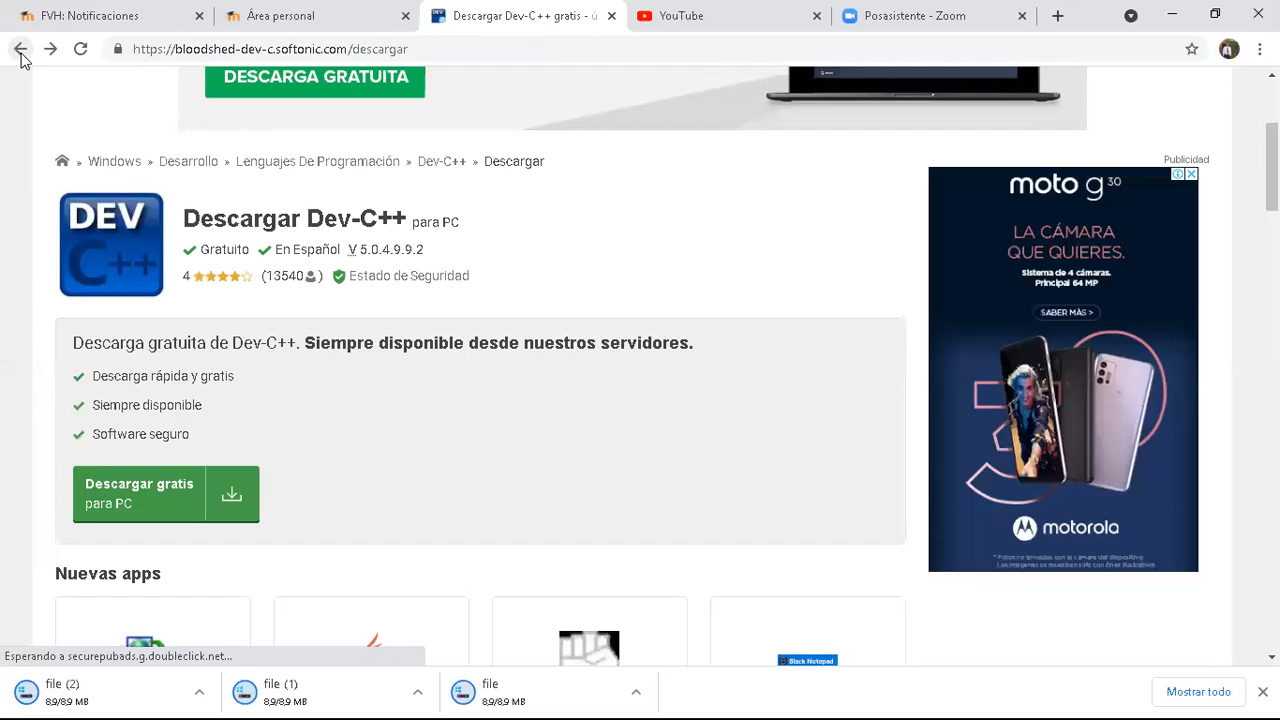 FVH: Notificaciones
Área personal
Descargar Dev-C++ gratis - ú
YouTube
Posasistente - Zoom
https://bloodshed-dev-c.softonic.com/descargar
DESCARGA GRATUITA
» Windows » Desarrollo » Lenguajes De Programación » Dev-C++ » Descargar
Publicidad
DEV
C++
Descargar Dev-C++ para PC
Gratuito En Español V 5.0.4.9.9.2
4 (13540) Estado de Seguridad
Descarga gratuita de Dev-C++. Siempre disponible desde nuestros servidores.
Descarga rápida y gratis
Siempre disponible
Software seguro
Descargar gratis
para PC
moto g30
LA CÁMARA
QUE QUIERES.
Sistema de 4 cámaras.
Principal 64 MP
SABER MÁS >
motorola
Nuevas apps
Black Notepad
Esperando a securepubads.g.doubleclick.net...
file (2)
8,9/8,9 MB
file (1)
8,9/8,9 MB
file
8,9/8,9 MB
Mostrar todo